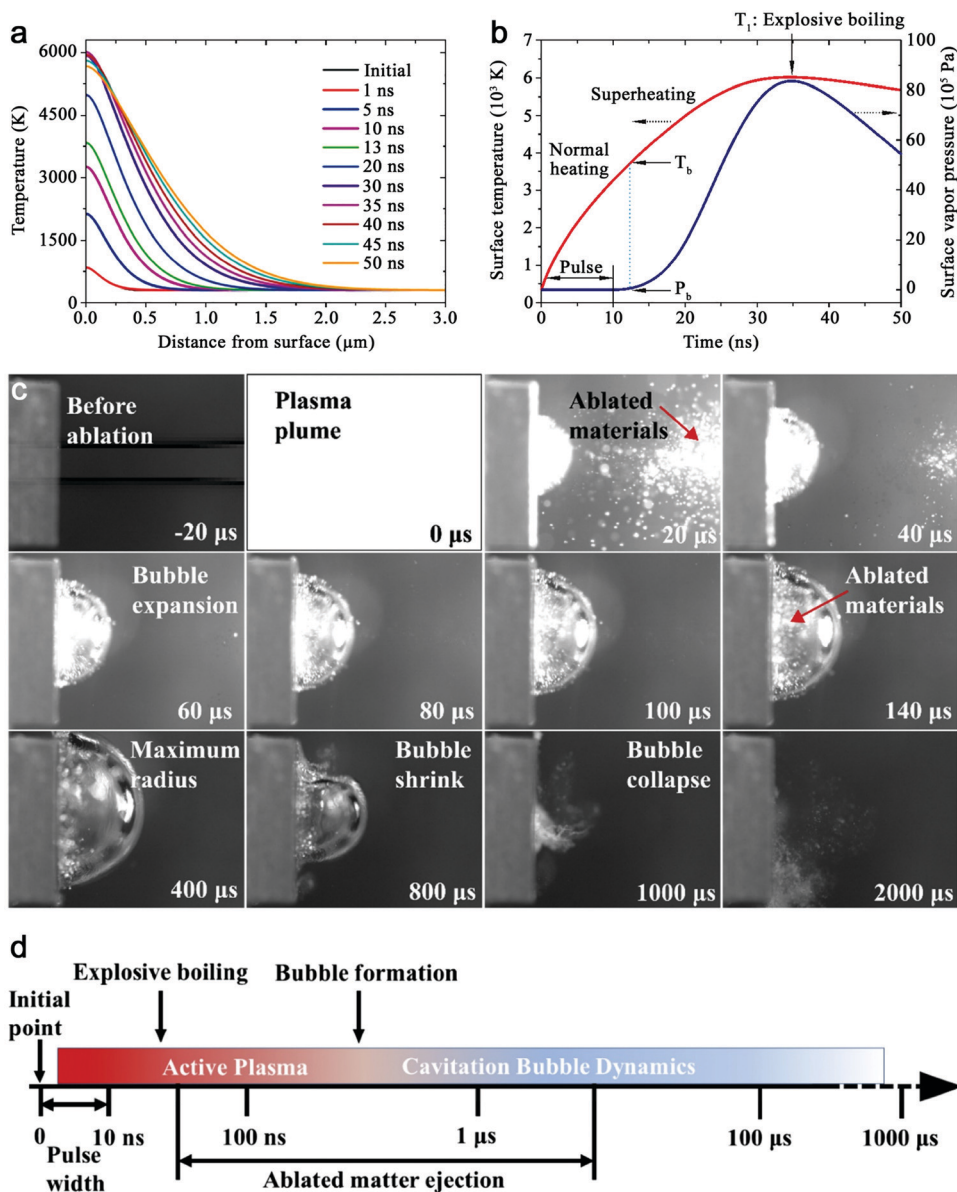 a
6000
4500
3000
1500
0
Temperature (K)
0.0 0.5 1.0 1.5 2.0 2.5 3.0
Distance from surface (μm)
Initial
1 ns
5 ns
10 ns
13 ns
20 ns
30 ns
35 ns
40 ns
45 ns
50 ns
b
T1: Explosive boiling
7
6
5
4
3
2
1
0
Surface temperature (10³ K)
100
80
60
40
20
0
Surface vapor pressure (10⁵ Pa)
Superheating
Normal
heating
Tb
Pulse
Pb
0 10 20 30 40 50
Time (ns)
c
Before
ablation
-20 μs
Plasma
plume
0 μs
Ablated
materials
20 μs
40 μs
Bubble
expansion
60 μs
80 μs
100 μs
Ablated
materials
140 μs
Maximum
radius
400 μs
Bubble
shrink
800 μs
Bubble
collapse
1000 μs
2000 μs
d
Explosive boiling
Bubble formation
Initial
point
Active Plasma
Cavitation Bubble Dynamics
0 10 ns 100 ns 1 μs 100 μs 1000 μs
Pulse
width
Ablated matter ejection